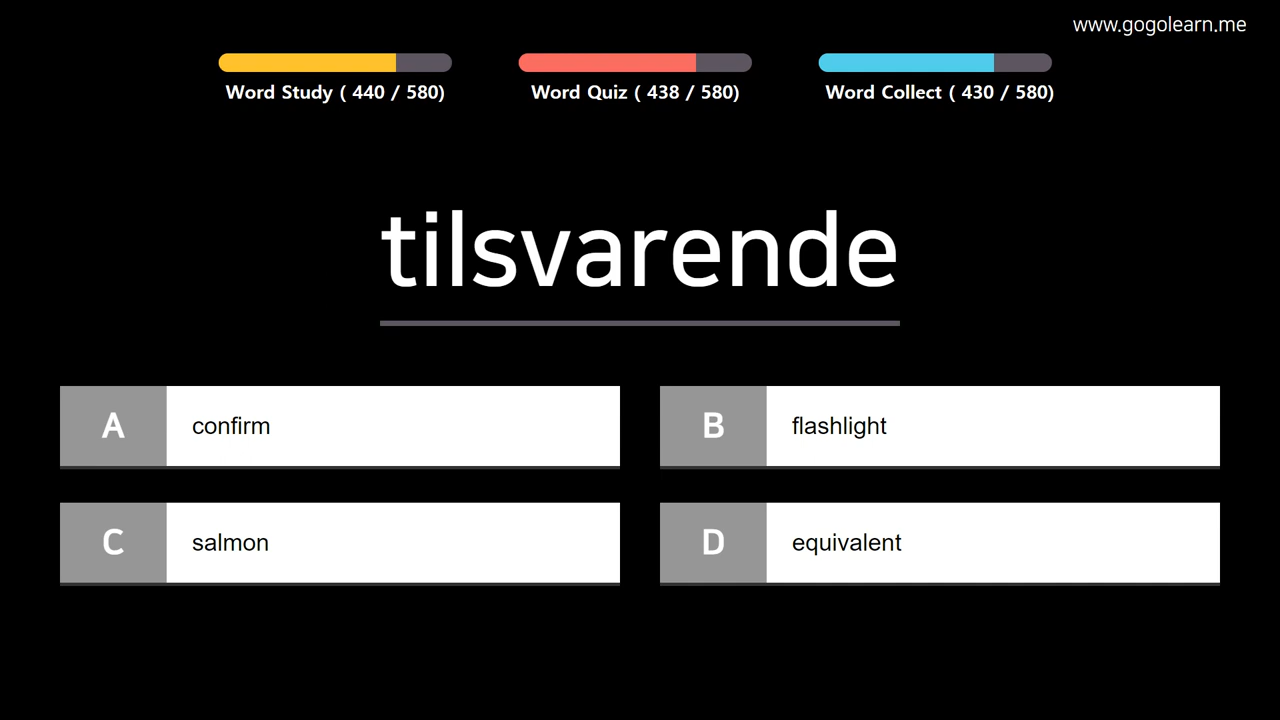 www.gogolearn.me
Word Study ( 440 / 580)
Word Quiz ( 438 / 580)
Word Collect ( 430 / 580)
tilsvarende
A confirm
B flashlight
C salmon
D equivalent